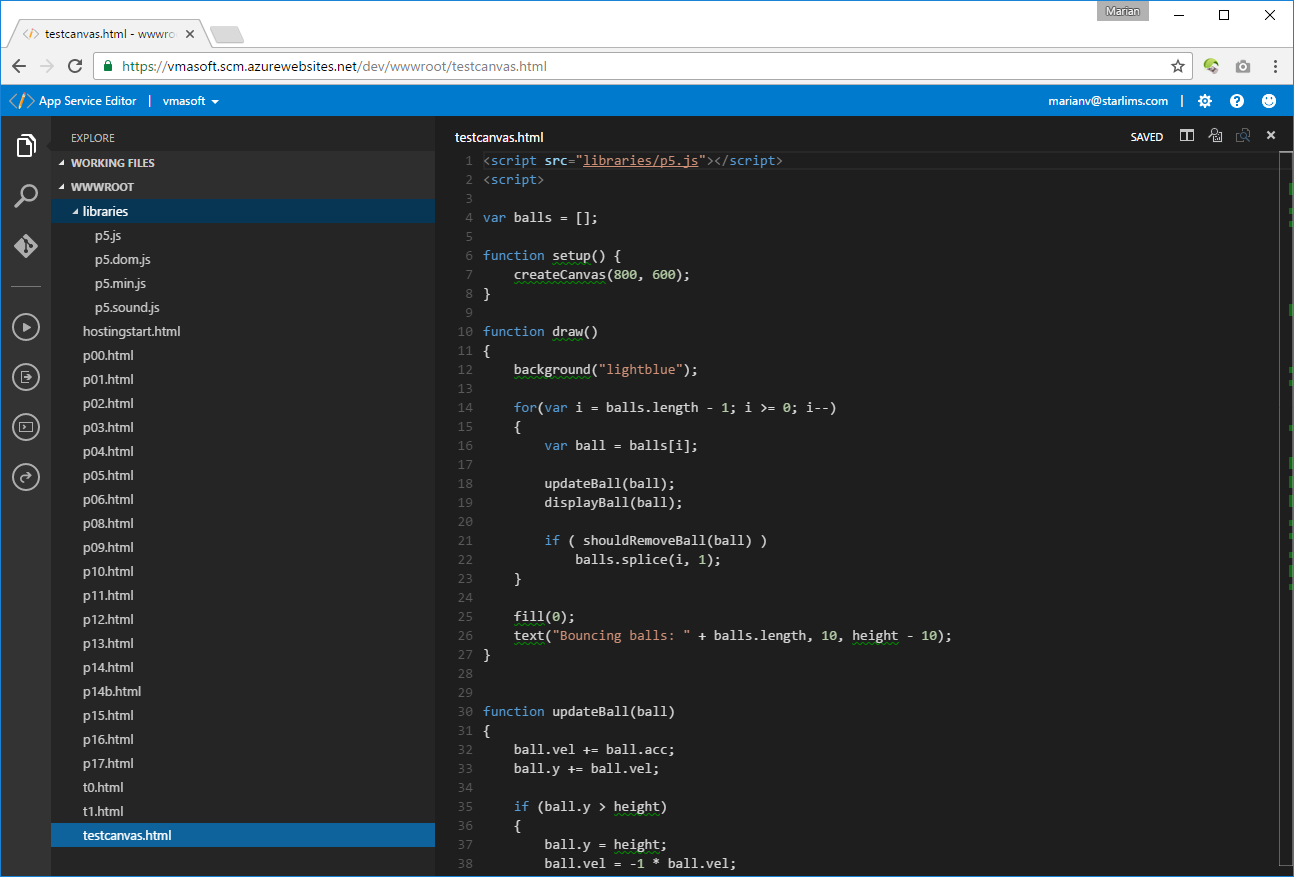 Marian
testcanvas.html - wwwro
https://vmasoft.scm.azurewebsites.net/dev/wwwroot/testcanvas.html
App Service Editor | vmasoft
marianv@starlims.com |
EXPLORE
WORKING FILES
WWWROOT
libraries
p5.js
p5.dom.js
p5.min.js
p5.sound.js
hostingstart.html
p00.html
p01.html
p02.html
p03.html
p04.html
p05.html
p06.html
p08.html
p09.html
p10.html
p11.html
p12.html
p13.html
p14.html
p14b.html
p15.html
p16.html
p17.html
t0.html
t1.html
testcanvas.html
testcanvas.html
SAVED
1 <script src="libraries/p5.js"></script>
2 <script>
3
4 var balls = [];
5
6 function setup() {
7     createCanvas(800, 600);
8 }
9
10 function draw()
11 {
12     background("lightblue");
13
14     for(var i = balls.length - 1; i >= 0; i--)
15     {
16         var ball = balls[i];
17
18         updateBall(ball);
19         displayBall(ball);
20
21         if ( shouldRemoveBall(ball) )
22             balls.splice(i, 1);
23     }
24
25     fill(0);
26     text("Bouncing balls: " + balls.length, 10, height - 10);
27 }
28
29
30 function updateBall(ball)
31 {
32     ball.vel += ball.acc;
33     ball.y += ball.vel;
34
35     if (ball.y > height)
36     {
37         ball.y = height;
38         ball.vel = -1 * ball.vel;